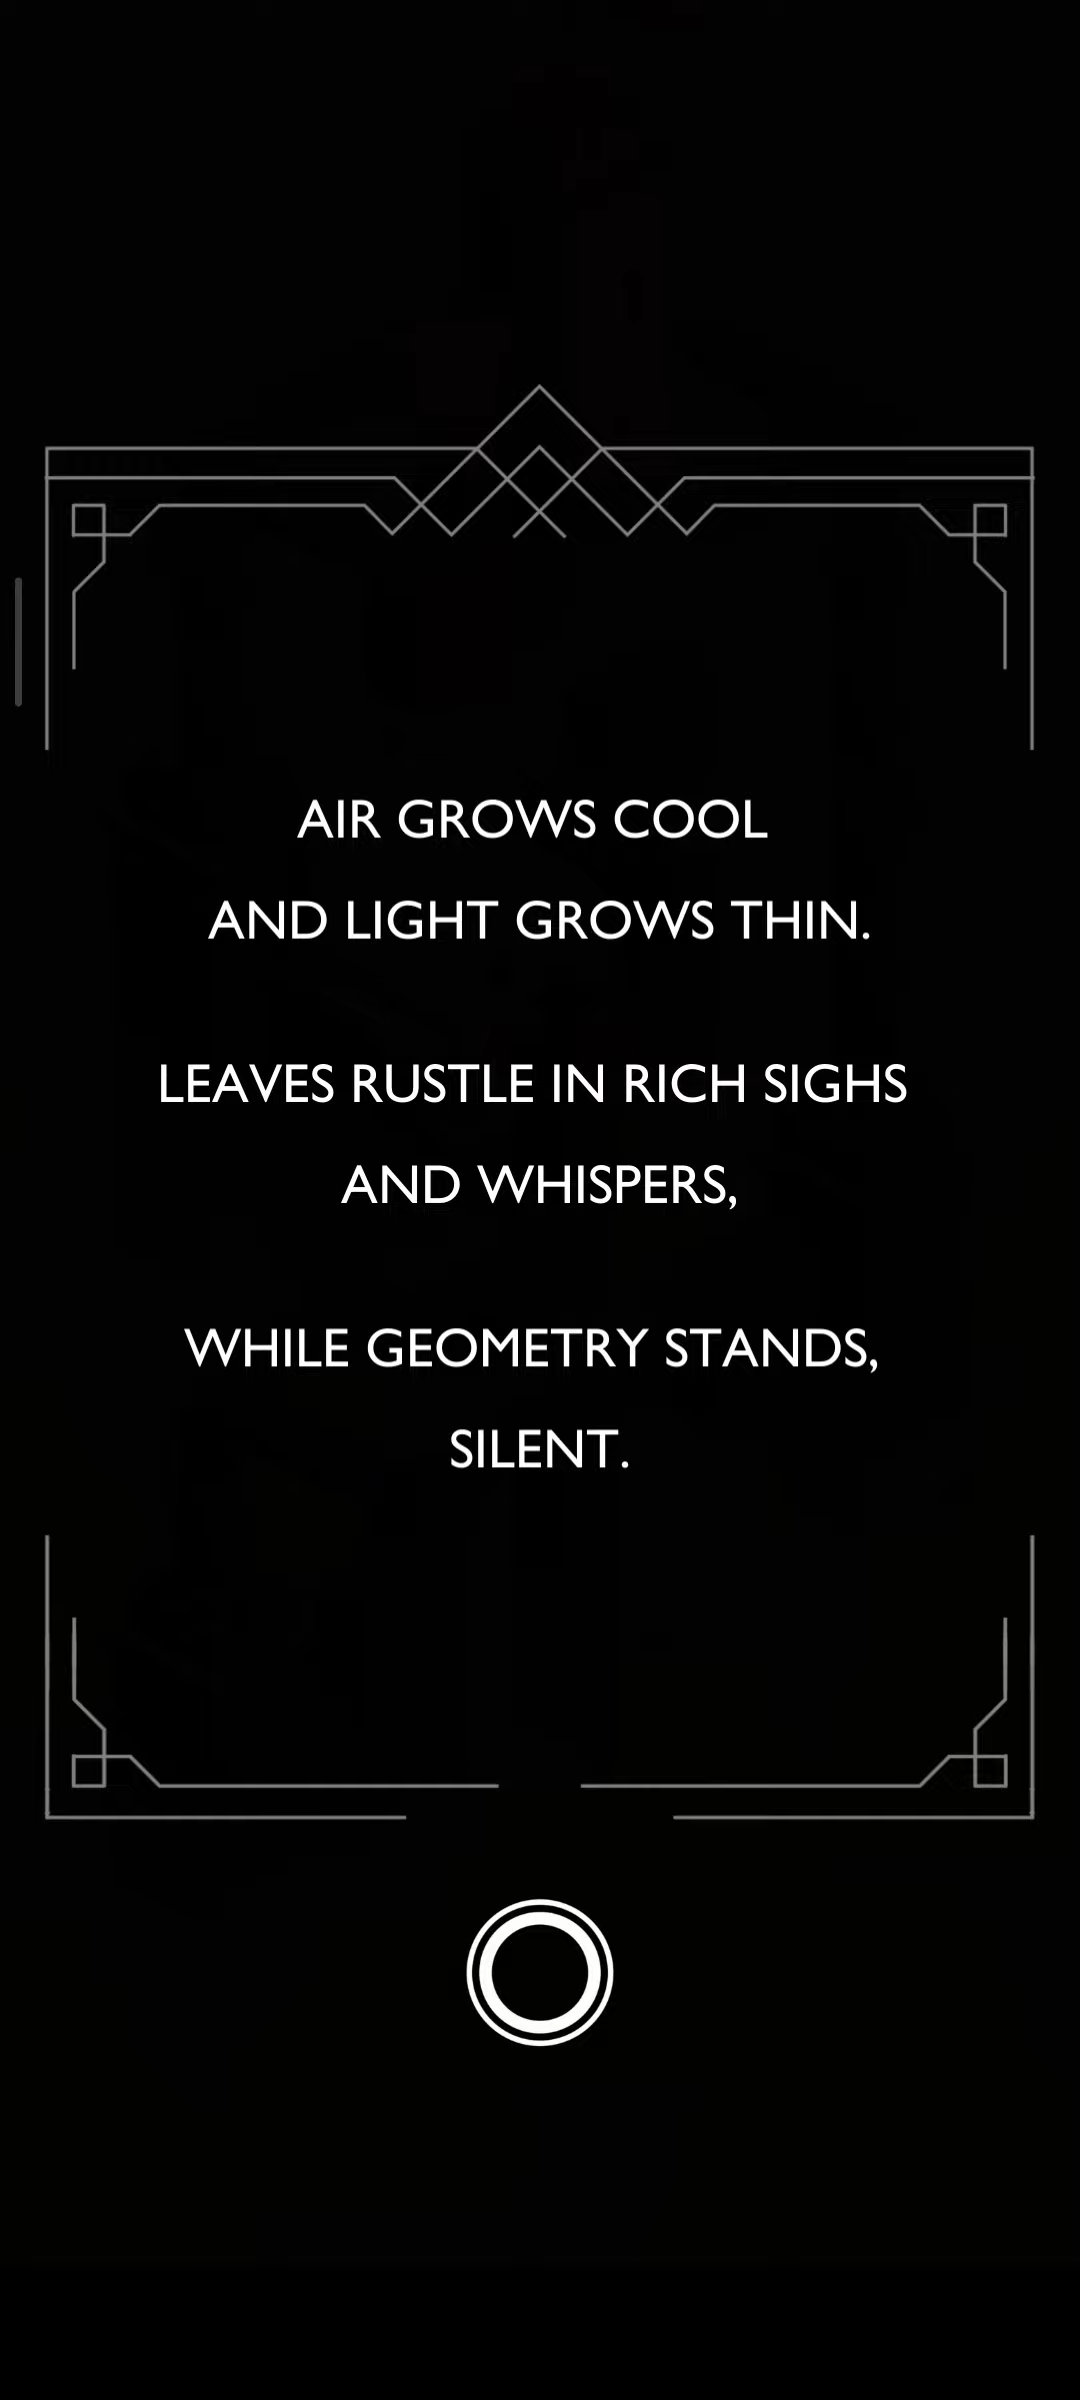 AIR GROWS COOL
AND LIGHT GROWS THIN.
LEAVES RUSTLE IN RICH SIGHS
AND WHISPERS,
WHILE GEOMETRY STANDS,
SILENT.